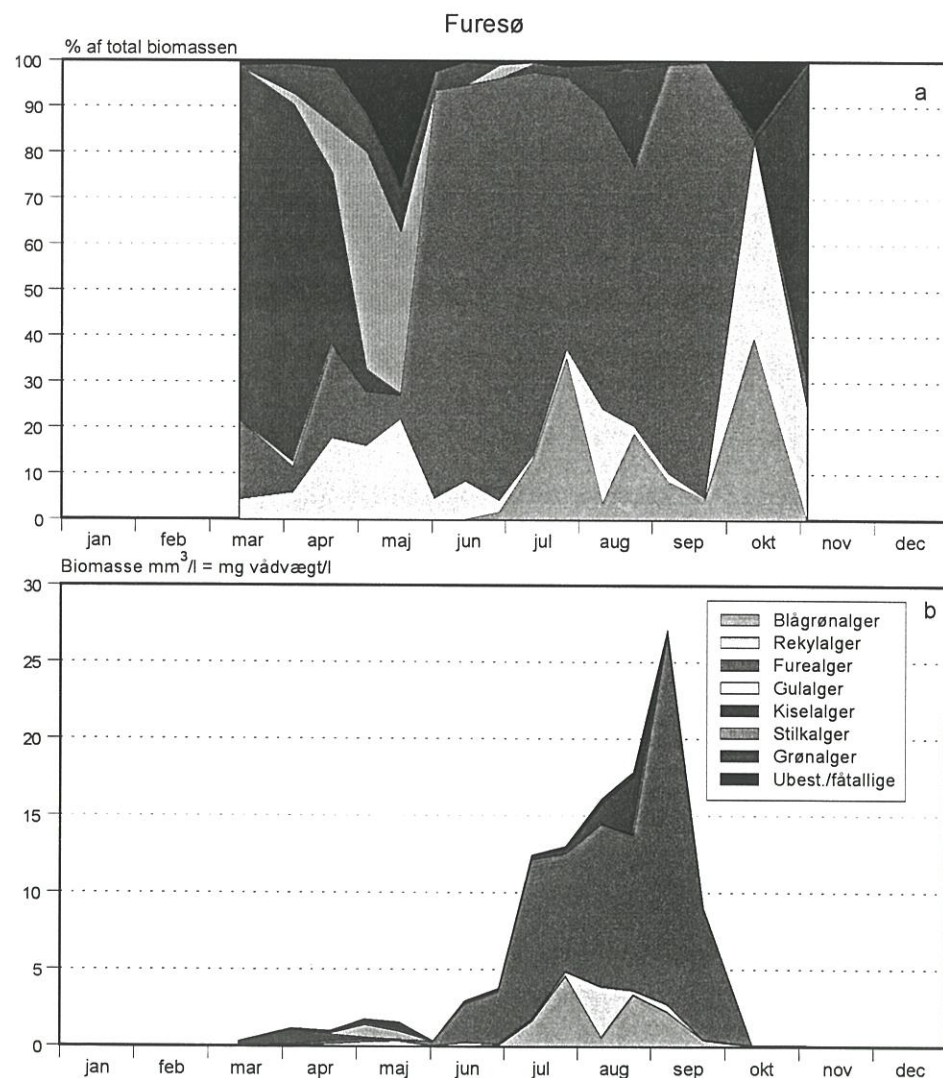 Furesø
% af total biomassen
a
100
90
80
70
60
50
40
30
20
10
0
jan feb mar apr maj jun jul aug sep okt nov dec
Biomasse mm³/l = mg vådvægt/l
b
30
25
20
15
10
5
0
Blågrønalger
Rekylalger
Furealger
Gulalger
Kiselalger
Stilkalger
Grønalger
Ubest./fåtallige
jan feb mar apr maj jun jul aug sep okt nov dec